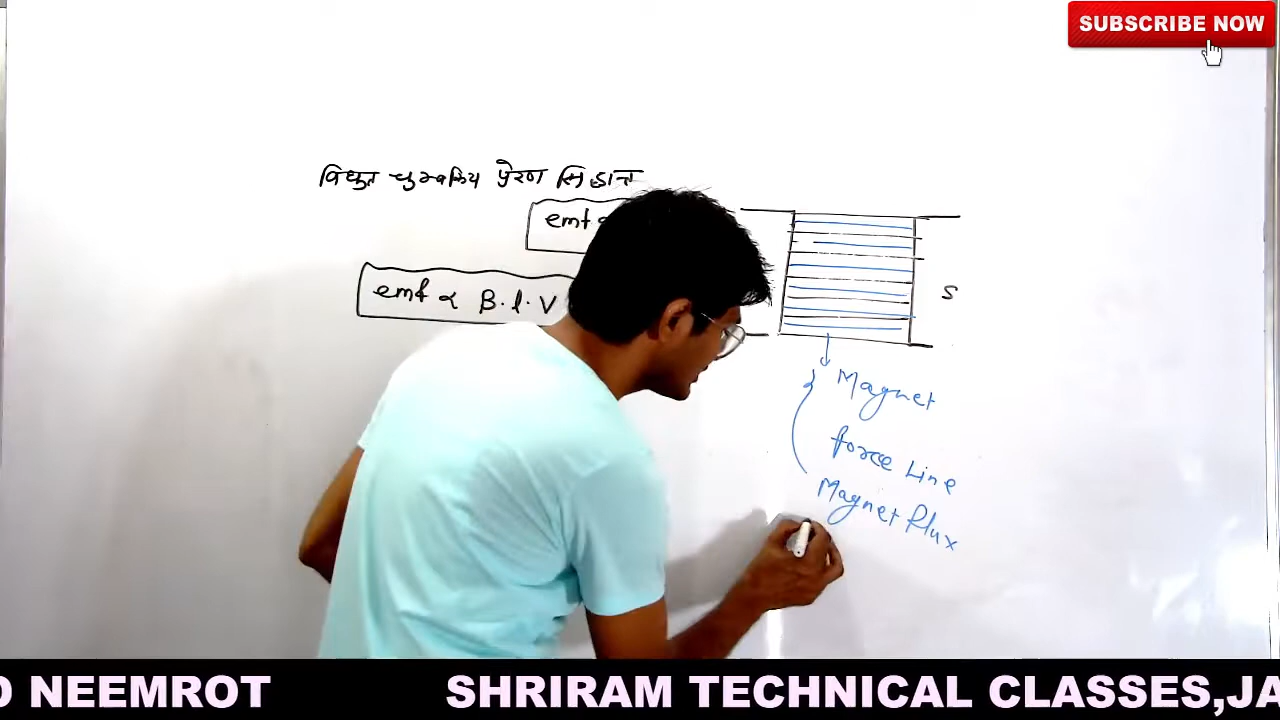 SUBSCRIBE NOW
विद्युत चुम्बकिय प्रेरण सिद्धान्त
emf
emf ∝ B.l.V
S
Magnet
force Line
Magnet flux
NEEMROT SHRIRAM TECHNICAL CLASSES,JA